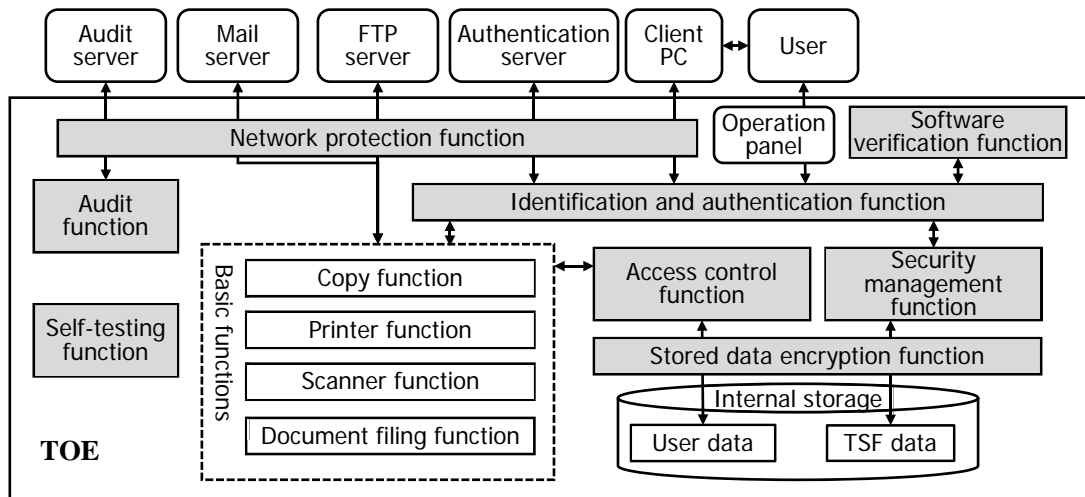 Audit
server
Mail
server
FTP
server
Authentication
server
Client
PC
User
Network protection function
Operation
panel
Software
verification function
Audit
function
Identification and authentication function
Basic functions
Copy function
Printer function
Scanner function
Document filing function
Access control
function
Security
management
function
Self-testing
function
Stored data encryption function
Internal storage
User data
TSF data
TOE